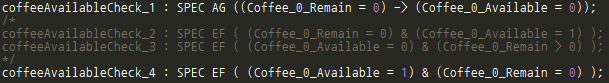 coffeeAvailableCheck_1 : SPEC AG ((Coffee_0_Remain = 0) -> (Coffee_0_Available = 0));
/*
coffeeAvailableCheck_2 : SPEC EF ( (Coffee_0_Remain = 0) & (Coffee_0_Available = 1) );
coffeeAvailableCheck_3 : SPEC EF ( (Coffee_0_Available = 0) & (Coffee_0_Remain > 0) );
*/
coffeeAvailableCheck_4 : SPEC EF ( (Coffee_0_Available = 1) & (Coffee_0_Remain = 0) );